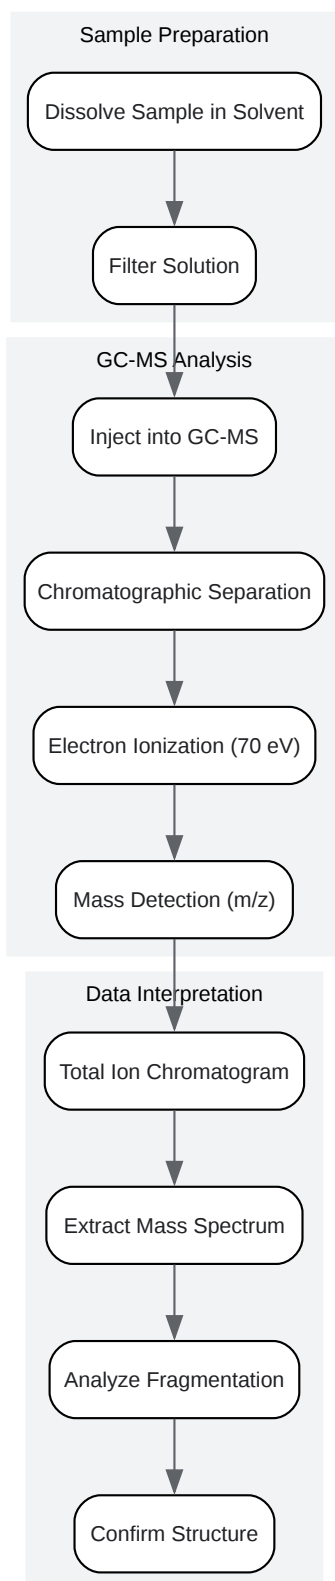 Sample Preparation
Dissolve Sample in Solvent
Filter Solution
GC-MS Analysis
Inject into GC-MS
Chromatographic Separation
Electron Ionization (70 eV)
Mass Detection (m/z)
Data Interpretation
Total Ion Chromatogram
Extract Mass Spectrum
Analyze Fragmentation
Confirm Structure